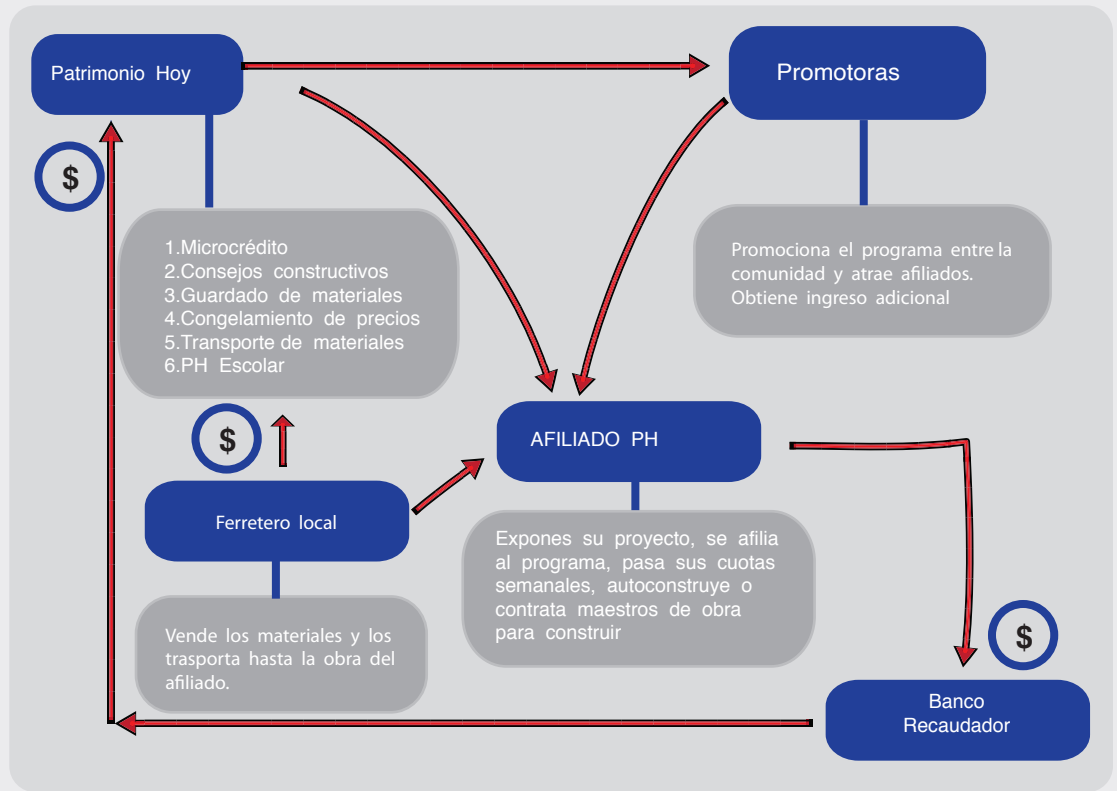 Patrimonio Hoy
Promotoras
$
1.Microcrédito
2.Consejos constructivos
3.Guardado de materiales
4.Congelamiento de precios
5.Transporte de materiales
6.PH Escolar
Promociona el programa entre la
comunidad y atrae afiliados.
Obtiene ingreso adicional
$
AFILIADO PH
Ferretero local
Expones su proyecto, se afilia
al programa, pasa sus cuotas
semanales, autoconstruye o
contrata maestros de obra
para construir
Vende los materiales y los
trasporta hasta la obra del
afiliado.
$
Banco
Recaudador